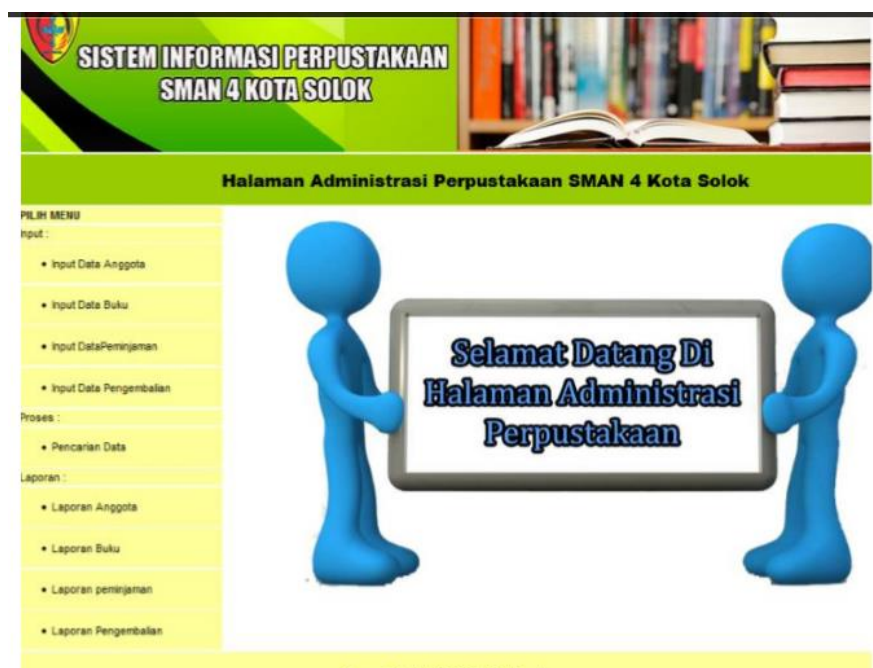 SISTEM INFORMASI PERPUSTAKAAN
SMAN 4 KOTA SOLOK
Halaman Administrasi Perpustakaan SMAN 4 Kota Solok
PILIH MENU
Input :
• Input Data Anggota
• Input Data Buku
• Input DataPeminjaman
• Input Data Pengembalian
Proses :
• Pencarian Data
Laporan :
• Laporan Anggota
• Laporan Buku
• Laporan peminjaman
• Laporan Pengembalian
Selamat Datang Di
Halaman Administrasi
Perpustakaan